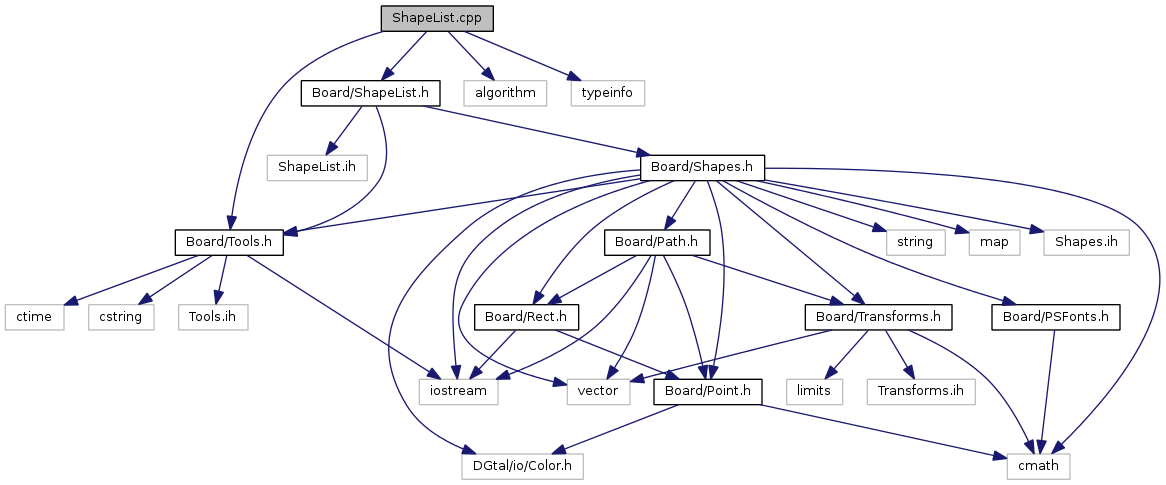 ShapeList.cpp
Board/ShapeList.h
algorithm
typeinfo
ShapeList.ih
Board/Shapes.h
Board/Tools.h
Board/Path.h
string
map
Shapes.ih
ctime
cstring
Tools.ih
Board/Rect.h
Board/Transforms.h
Board/PSFonts.h
iostream
vector
Board/Point.h
limits
Transforms.ih
DGtal/io/Color.h
cmath